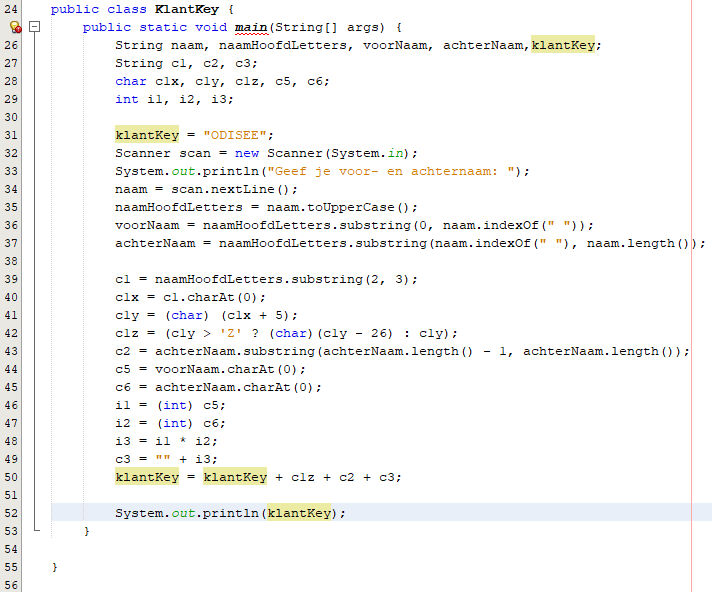 24 public class KlantKey {
public static void main(String[] args) {
26 String naam, naamHoofdLetters, voorNaam, achterNaam,klantKey;
27 String c1, c2, c3;
28 char c1x, c1y, c1z, c5, c6;
29 int i1, i2, i3;
30
31 klantKey = "ODISEE";
32 Scanner scan = new Scanner(System.in);
33 System.out.println("Geef je voor- en achternaam: ");
34 naam = scan.nextLine();
35 naamHoofdLetters = naam.toUpperCase();
36 voorNaam = naamHoofdLetters.substring(0, naam.indexOf(" "));
37 achterNaam = naamHoofdLetters.substring(naam.indexOf(" "), naam.length());
38
39 c1 = naamHoofdLetters.substring(2, 3);
40 c1x = c1.charAt(0);
41 c1y = (char) (c1x + 5);
42 c1z = (c1y > 'Z' ? (char)(c1y - 26) : c1y);
43 c2 = achterNaam.substring(achterNaam.length() - 1, achterNaam.length());
44 c5 = voorNaam.charAt(0);
45 c6 = achterNaam.charAt(0);
46 i1 = (int) c5;
47 i2 = (int) c6;
48 i3 = i1 * i2;
49 c3 = "" + i3;
50 klantKey = klantKey + c1z + c2 + c3;
51
52 System.out.println(klantKey);
53 }
54
55 }
56